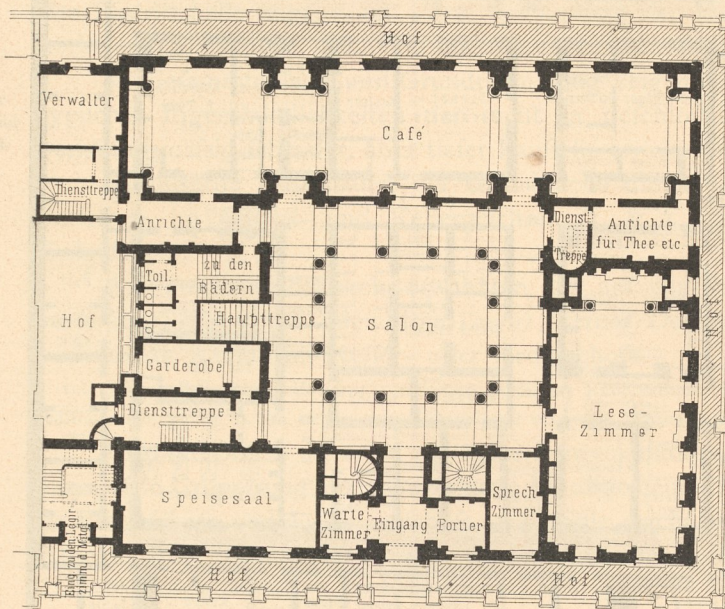 Hof
Verwalter
Café
Diensttreppe
Anrichte
Dienst
Treppe
Anrichte
für Thee etc.
Toil.
zu den
Bädern
Hof
Haupttreppe
Salon
Hof
Garderobe
Diensttreppe
Lese-
Zimmer
Speisesaal
Warte-
Zimmer
Eingang
Portier
Sprech
Zimmer
Hof
Hof